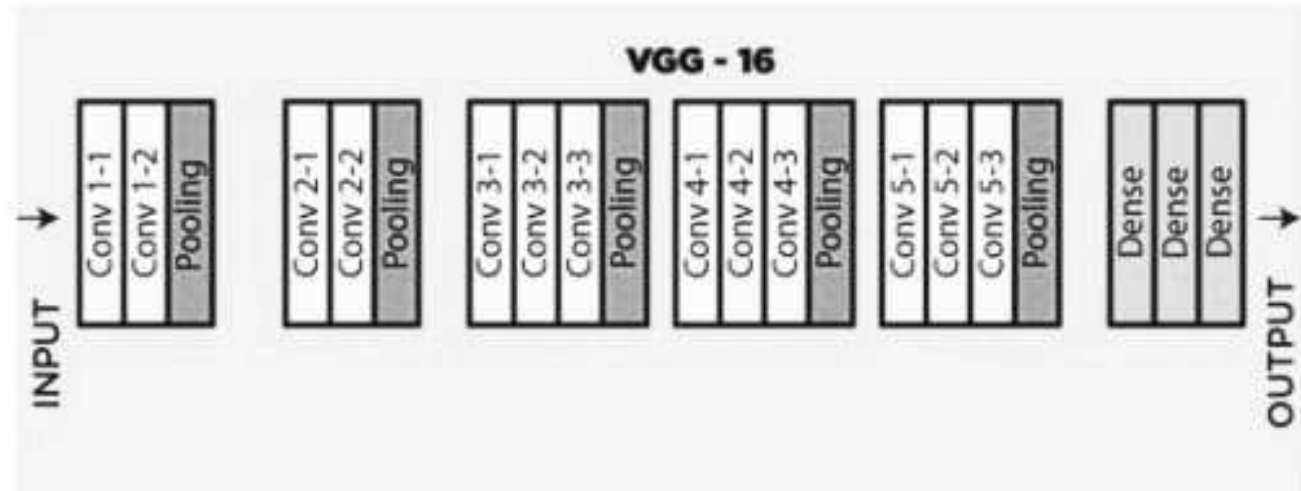 VGG - 16
INPUT
Conv 1-1
Conv 1-2
Pooling
Conv 2-1
Conv 2-2
Pooling
Conv 3-1
Conv 3-2
Conv 3-3
Pooling
Conv 4-1
Conv 4-2
Conv 4-3
Pooling
Conv 5-1
Conv 5-2
Conv 5-3
Pooling
Dense
Dense
Dense
OUTPUT